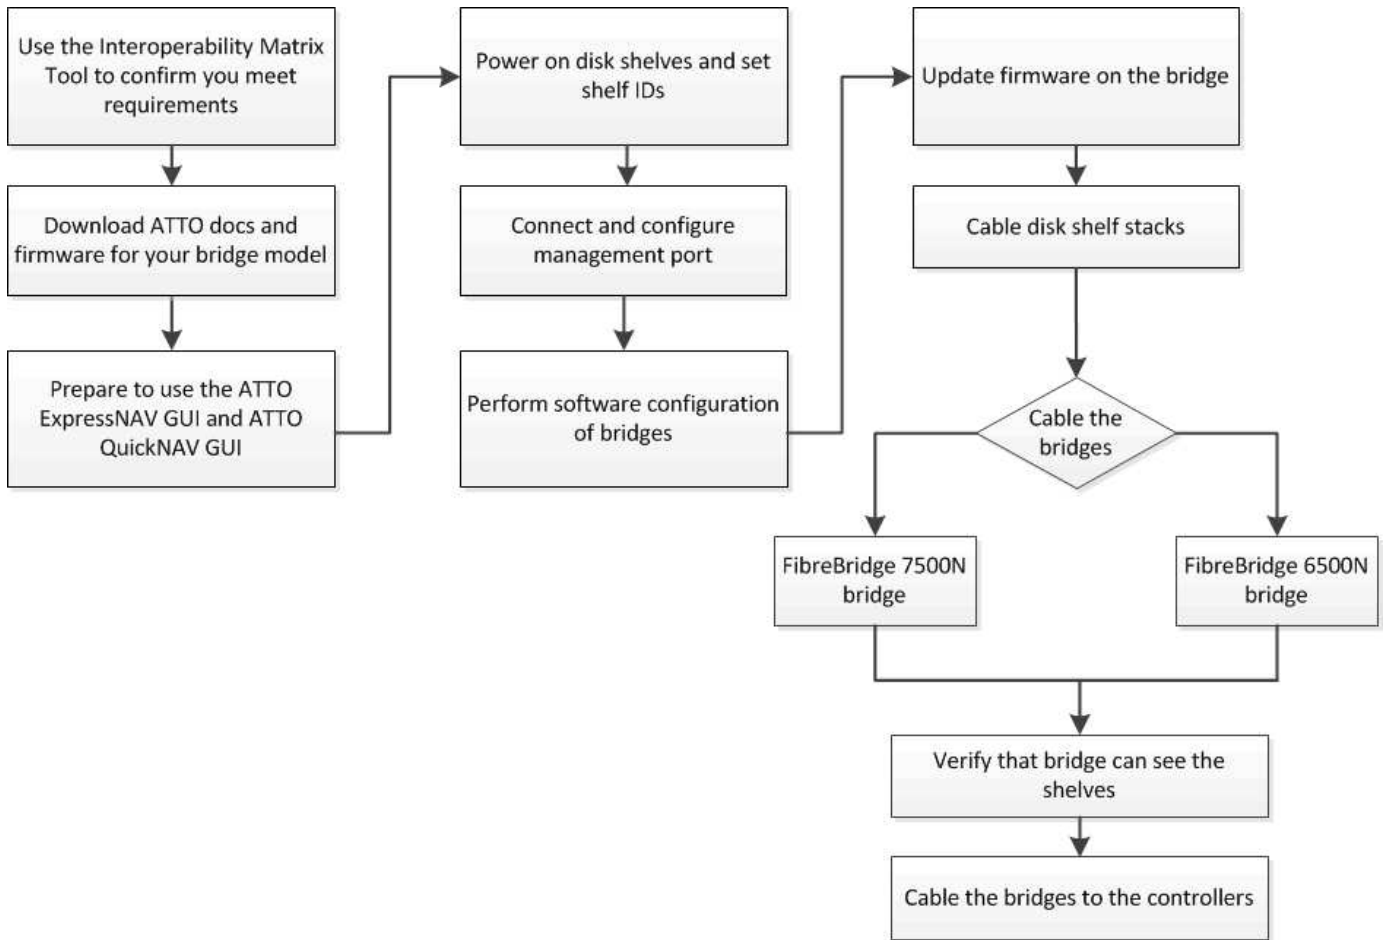 Use the Interoperability Matrix
Tool to confirm you meet
requirements
Download ATTO docs and
firmware for your bridge model
Prepare to use the ATTO
ExpressNAV GUI and ATTO
QuickNAV GUI
Power on disk shelves and set
shelf IDs
Connect and configure
management port
Perform software configuration
of bridges
Update firmware on the bridge
Cable disk shelf stacks
Cable the
bridges
FibreBridge 7500N
bridge
FibreBridge 6500N
bridge
Verify that bridge can see the
shelves
Cable the bridges to the controllers